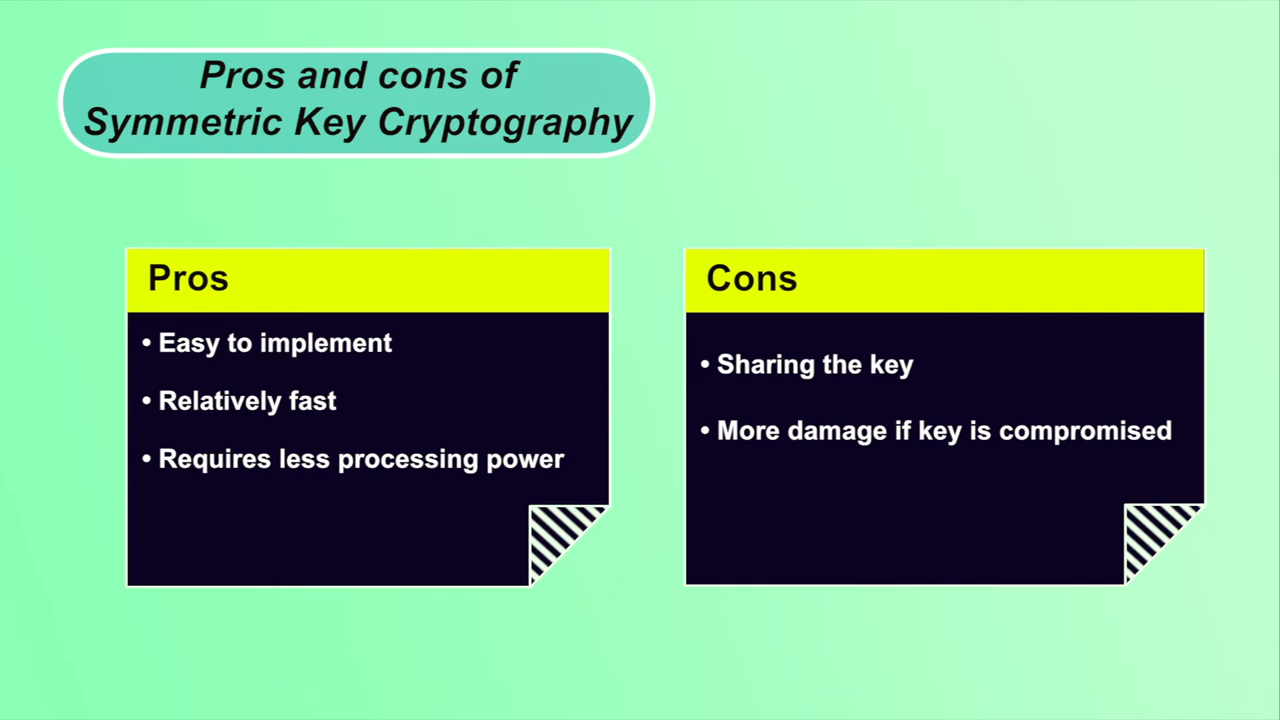 Pros and cons of
Symmetric Key Cryptography
Pros
• Easy to implement
• Relatively fast
• Requires less processing power
Cons
• Sharing the key
• More damage if key is compromised